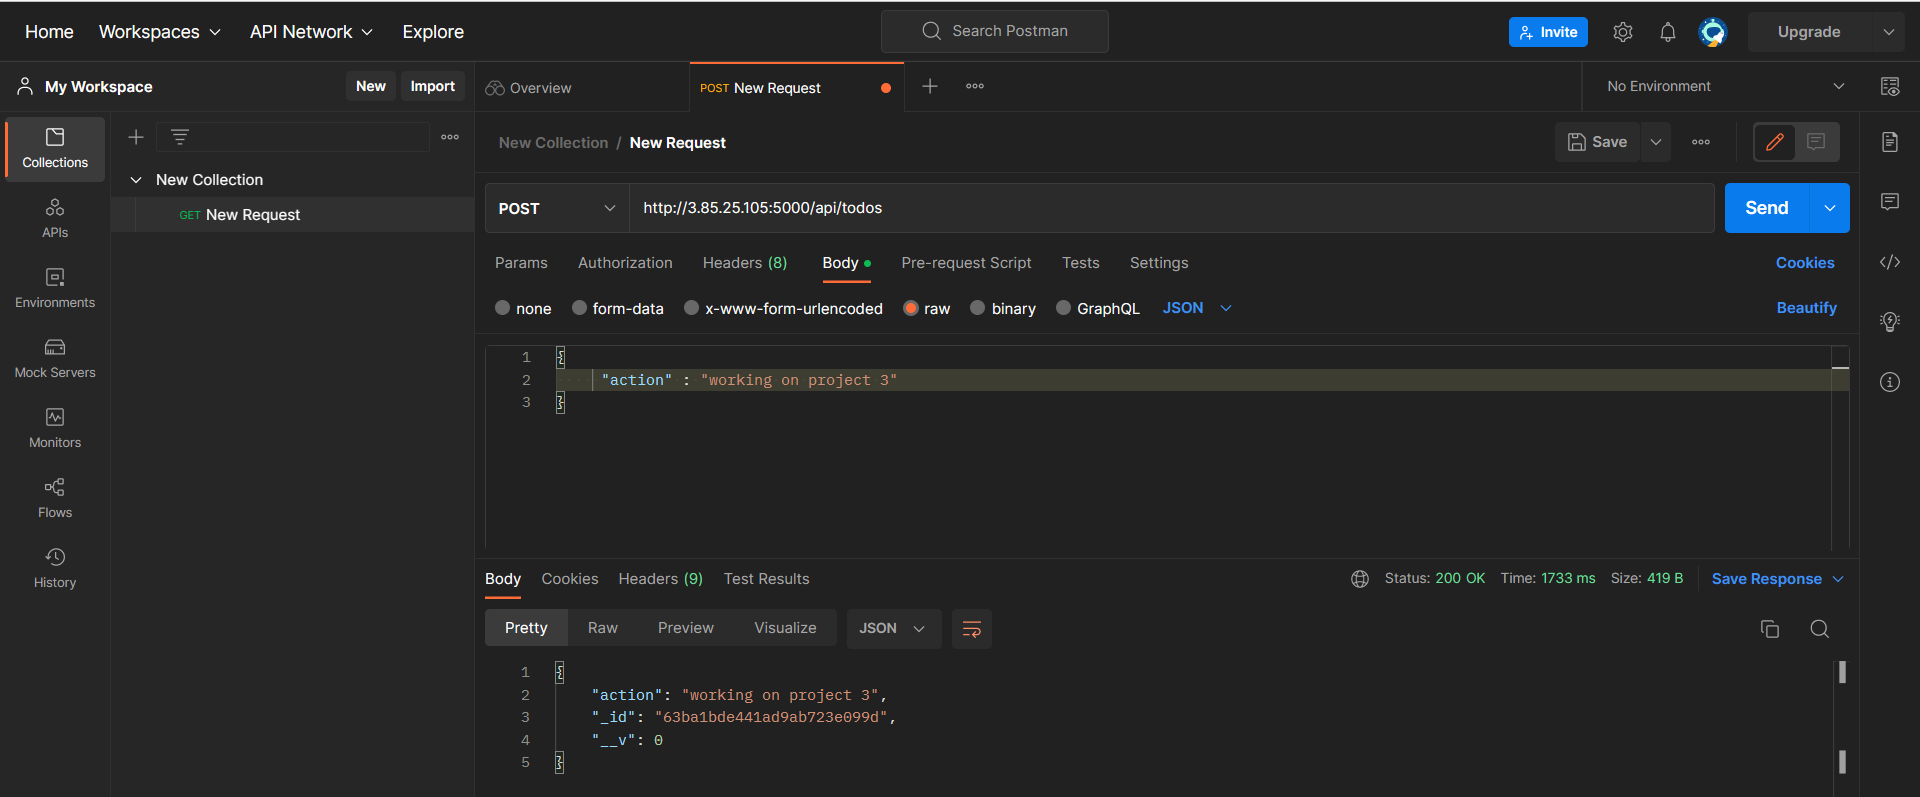 Home Workspaces API Network Explore Search Postman Invite Upgrade
My Workspace New Import Overview POST New Request No Environment
Collections
APIs
Environments
Mock Servers
Monitors
Flows
History
New Collection
GET New Request
New Collection / New Request Save
POST http://3.85.25.105:5000/api/todos Send
Params Authorization Headers (8) Body Pre-request Script Tests Settings Cookies
none form-data x-www-form-urlencoded raw binary GraphQL JSON Beautify
1 {
2 "action" : "working on project 3"
3 }
Body Cookies Headers (9) Test Results Status: 200 OK Time: 1733 ms Size: 419 B Save Response
Pretty Raw Preview Visualize JSON
1 {
2 "action": "working on project 3",
3 "_id": "63ba1bde441ad9ab723e099d",
4 "__v": 0
5 }